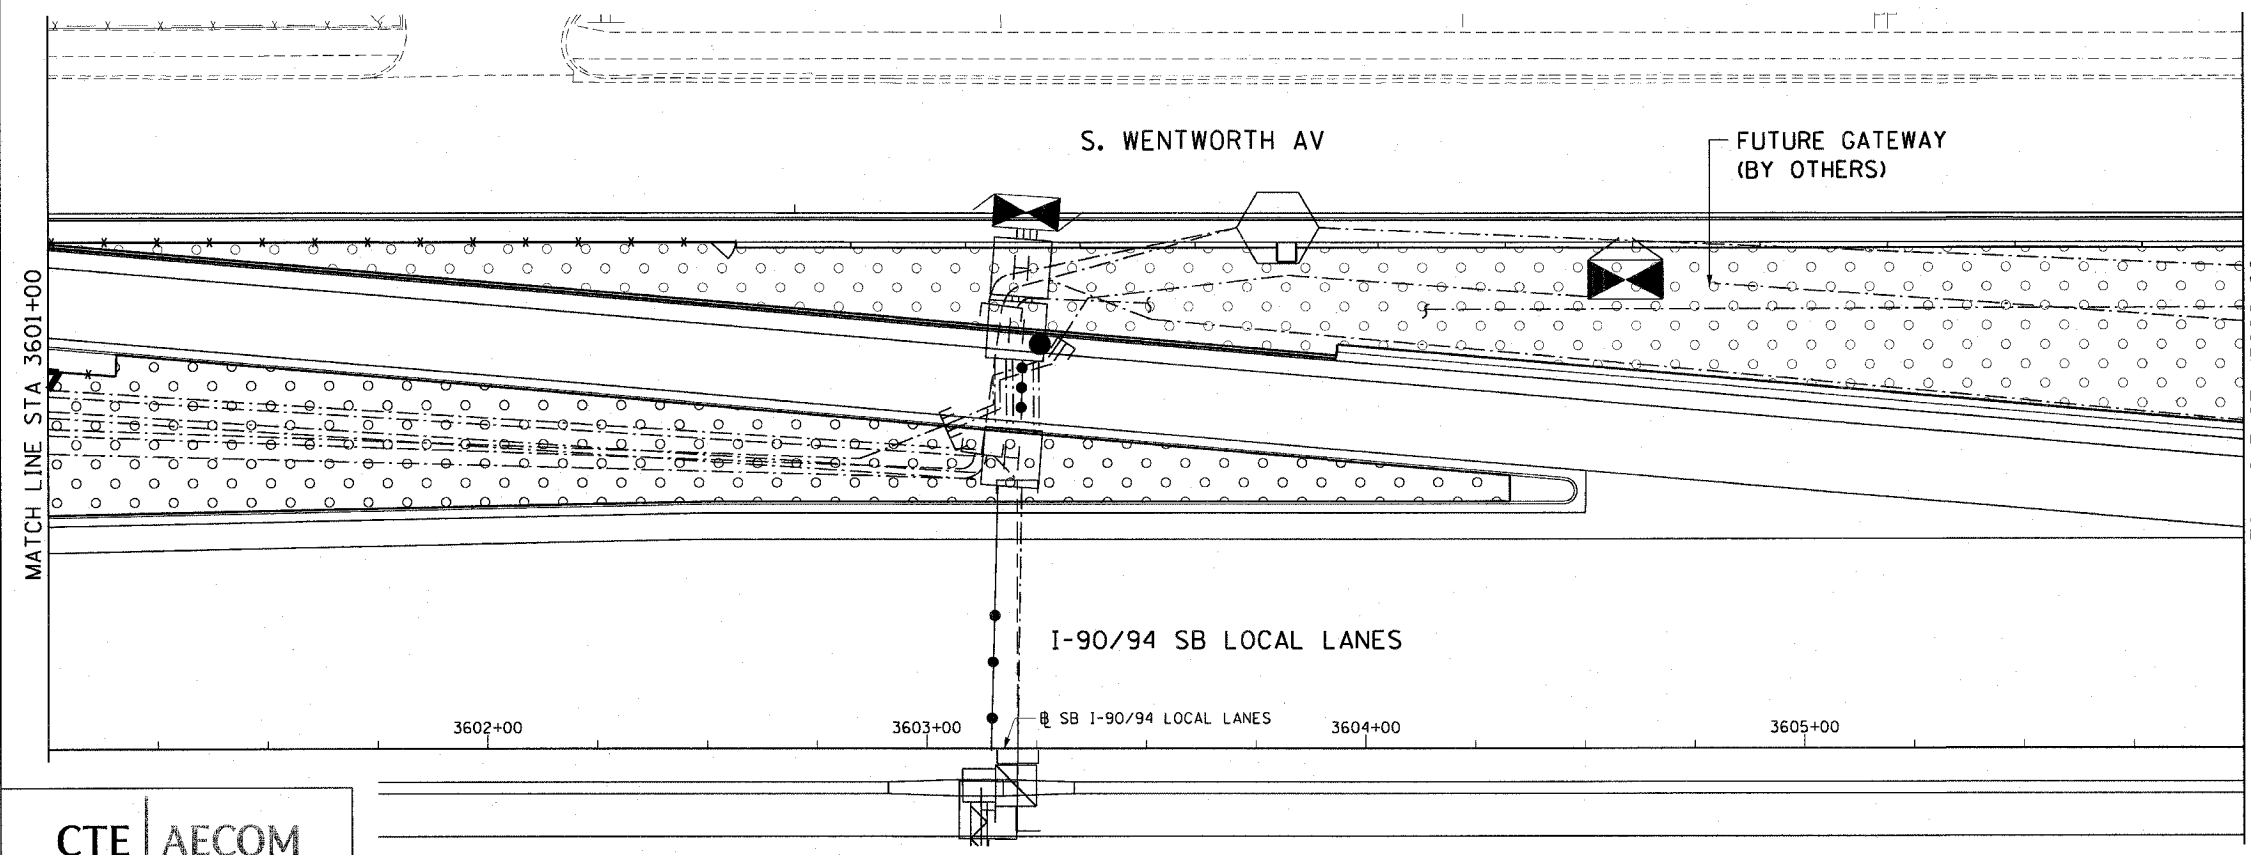 S. WENTWORTH AV
FUTURE GATEWAY
(BY OTHERS)
MATCH LINE STA 3601+00
I-90/94 SB LOCAL LANES
℄ SB I-90/94 LOCAL LANES
3602+00
3603+00
3604+00
3605+00
CTE | AECOM